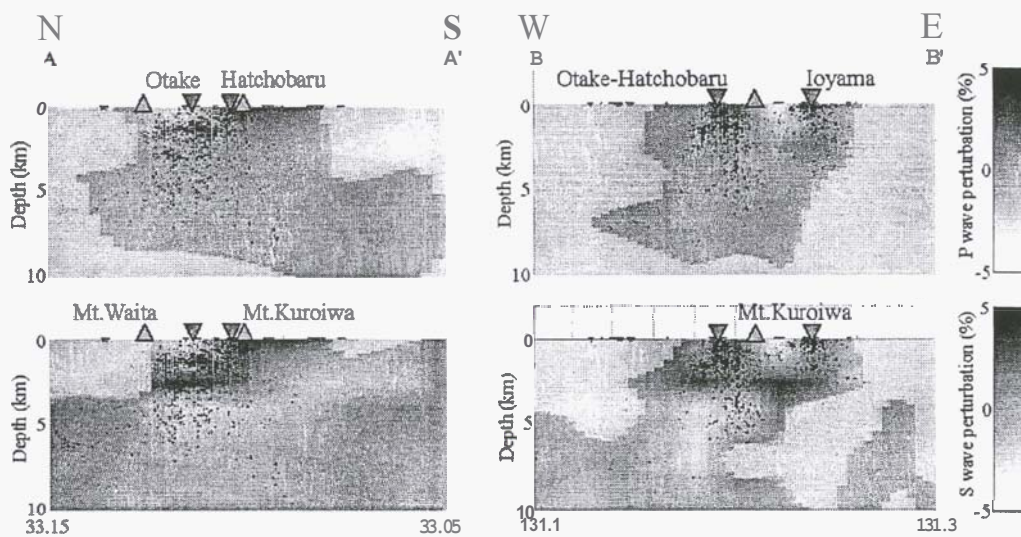 N S W E
A A' B B'
Otake Hatchobaru
Otake-Hatchobaru Ioyama
0
5
10
Depth (km)
0
5
10
Depth (km)
5
0
-5
P wave perturbation (%)
Mt.Waita Mt.Kuroiwa
Mt.Kuroiwa
0
5
10
Depth (km)
0
5
10
Depth (km)
5
0
-5
S wave perturbation (%)
33.15 33.05 131.1 131.3